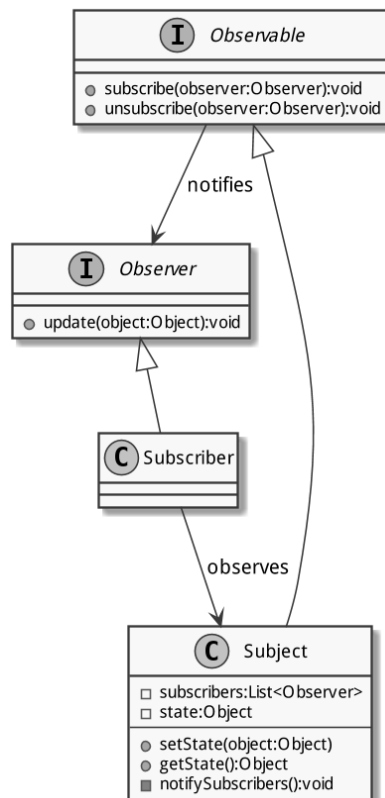 I Observable
subscribe(observer:Observer):void
unsubscribe(observer:Observer):void
notifies
I Observer
update(object:Object):void
C Subscriber
observes
C Subject
subscribers:List<Observer>
state:Object
setState(object:Object)
getState():Object
notifySubscribers():void